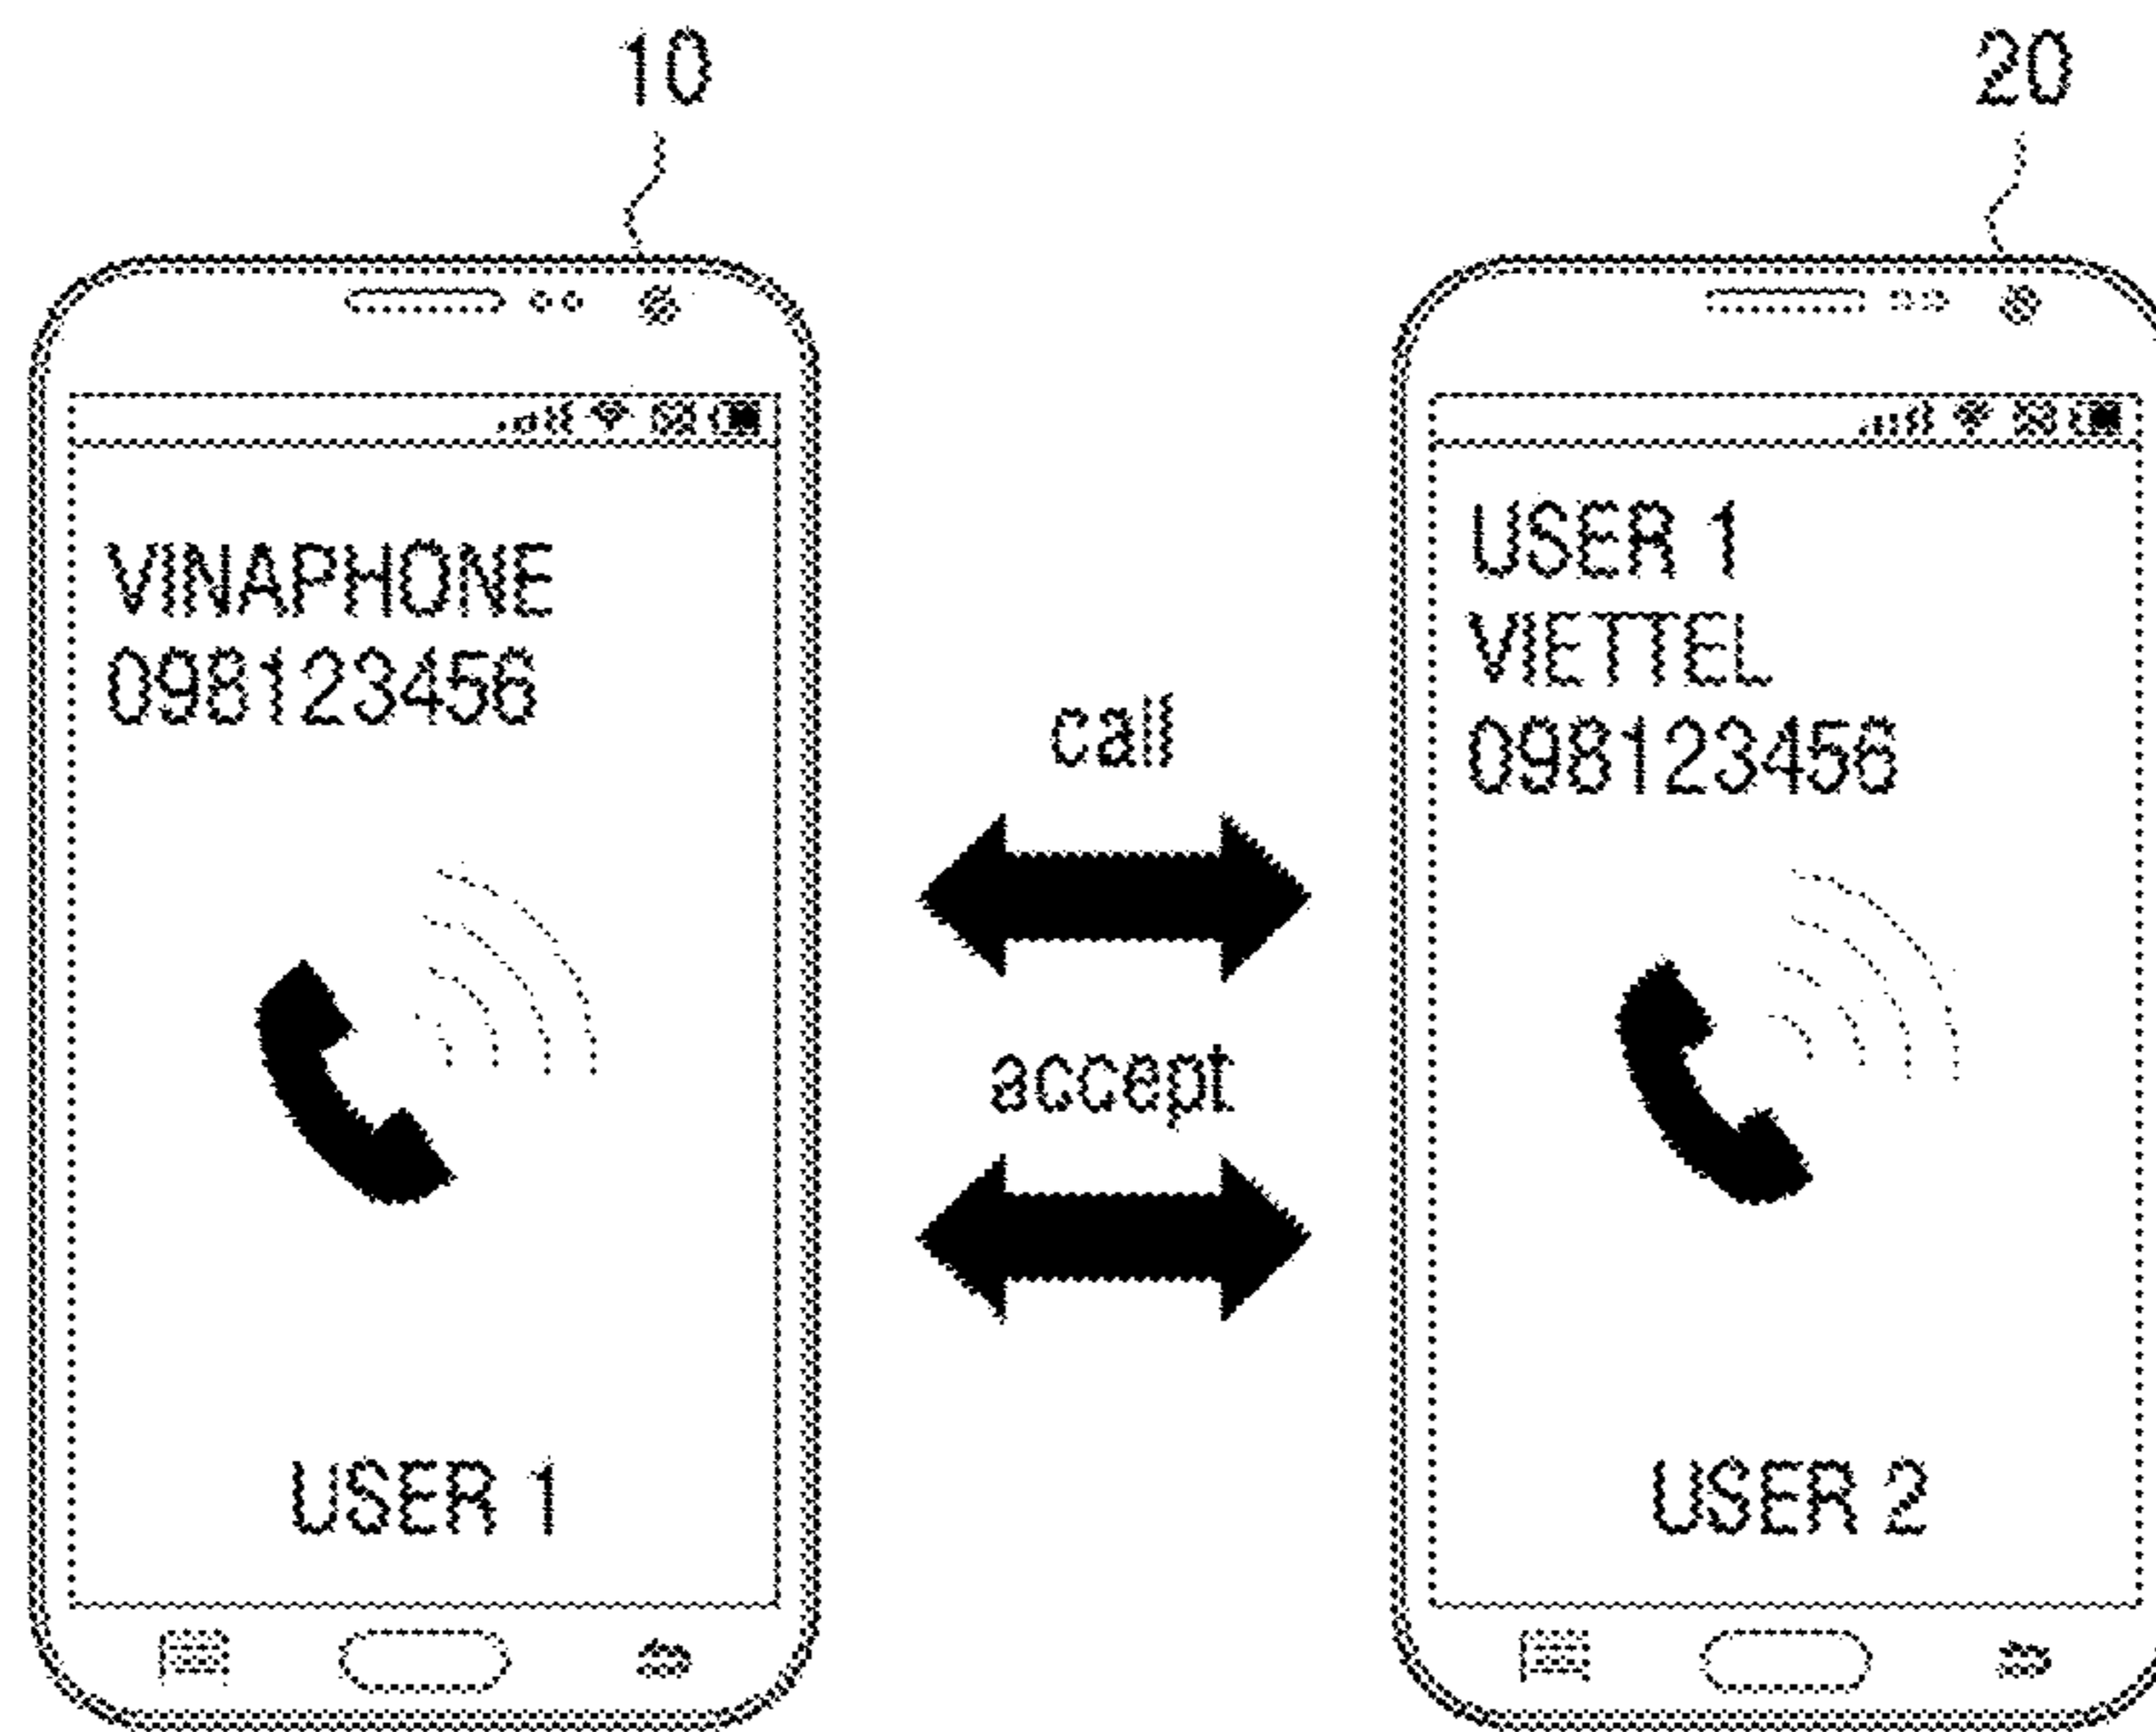 10
20
VINAPHONE
098123456
USER 1
call
accept
USER 1
VIETTEL
098123456
USER 2